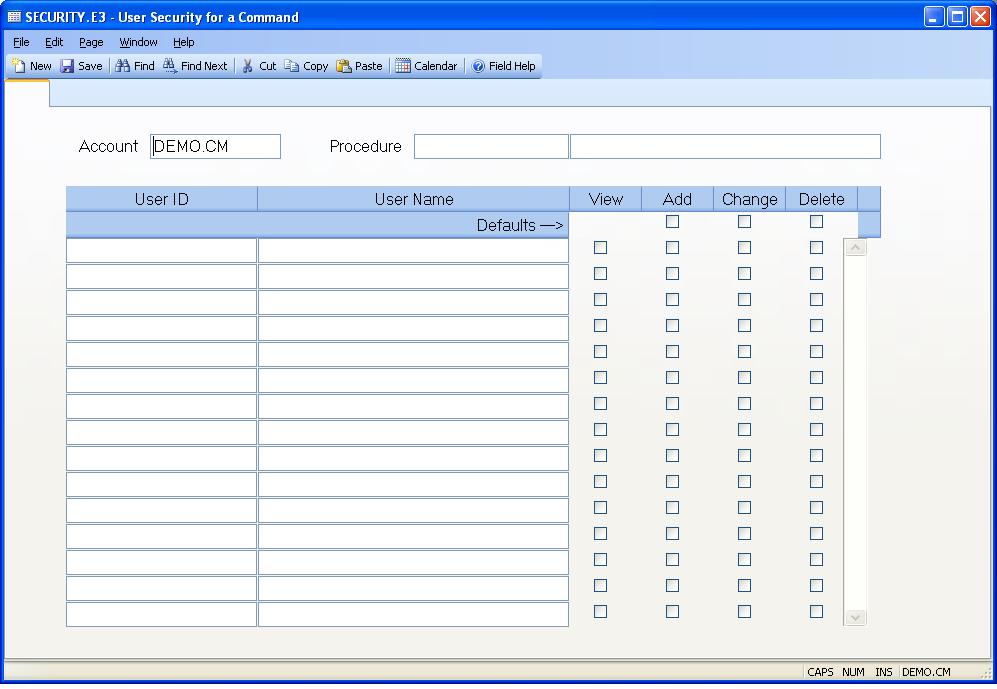 SECURITY.E3 - User Security for a Command
File Edit Page Window Help
New Save Find Find Next Cut Copy Paste Calendar Field Help
Account DEMO.CM Procedure
User ID User Name View Add Change Delete
Defaults —>
CAPS NUM INS DEMO.CM